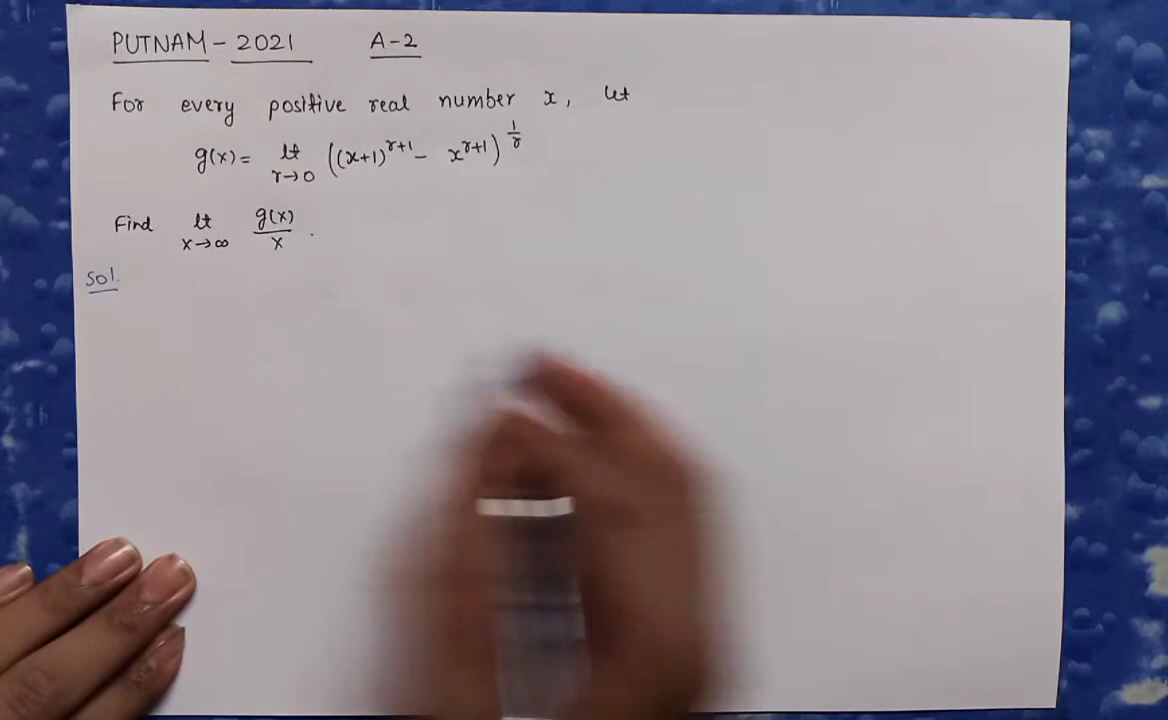 PUTNAM - 2021 A-2
For every positive real number x, let
g(x) = lt r→0 ((x+1)^{r+1} - x^{r+1})^{1/r}
Find lt x→∞ g(x)/x .
Sol.